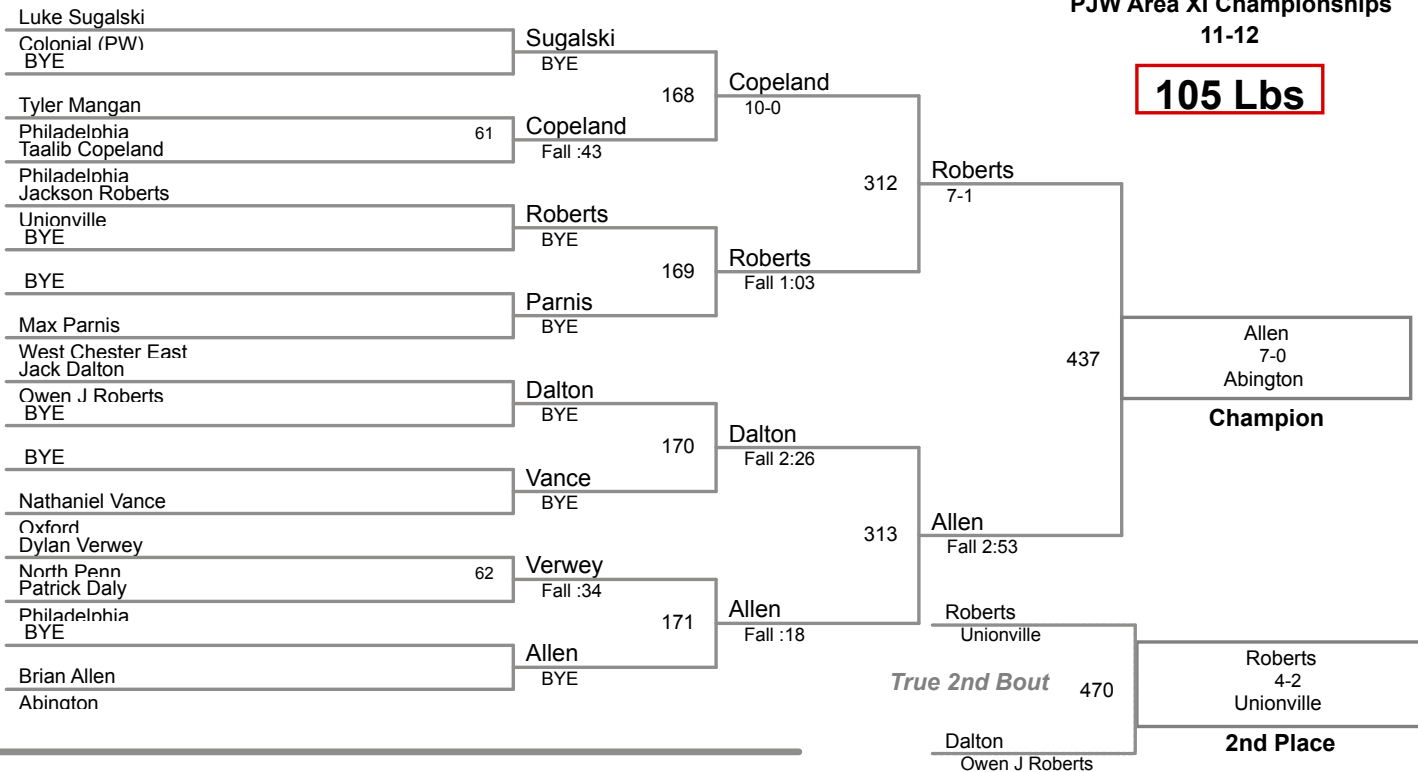 PJW Area XI Championships
11-12
105 Lbs
Luke Sugalski
Colonial (PW)
BYE
Tyler Mangan
Philadelphia
61
Taalib Copeland
Philadelphia
Jackson Roberts
Unionville
BYE
BYE
Max Parnis
West Chester East
Jack Dalton
Owen J Roberts
BYE
BYE
Nathaniel Vance
Oxford
Dylan Verwey
North Penn
62
Patrick Daly
Philadelphia
BYE
Brian Allen
Abington
Sugalski
BYE
168
Copeland
Fall :43
Roberts
BYE
169
Parnis
BYE
Dalton
BYE
170
Vance
BYE
Verwey
Fall :34
171
Allen
BYE
Copeland
10-0
312
Roberts
Fall 1:03
Dalton
Fall 2:26
313
Allen
Fall :18
Roberts
7-1
437
Allen
Fall 2:53
Allen
7-0
Abington
Champion
Roberts
Unionville
True 2nd Bout 470
Dalton
Owen J Roberts
Roberts
4-2
Unionville
2nd Place